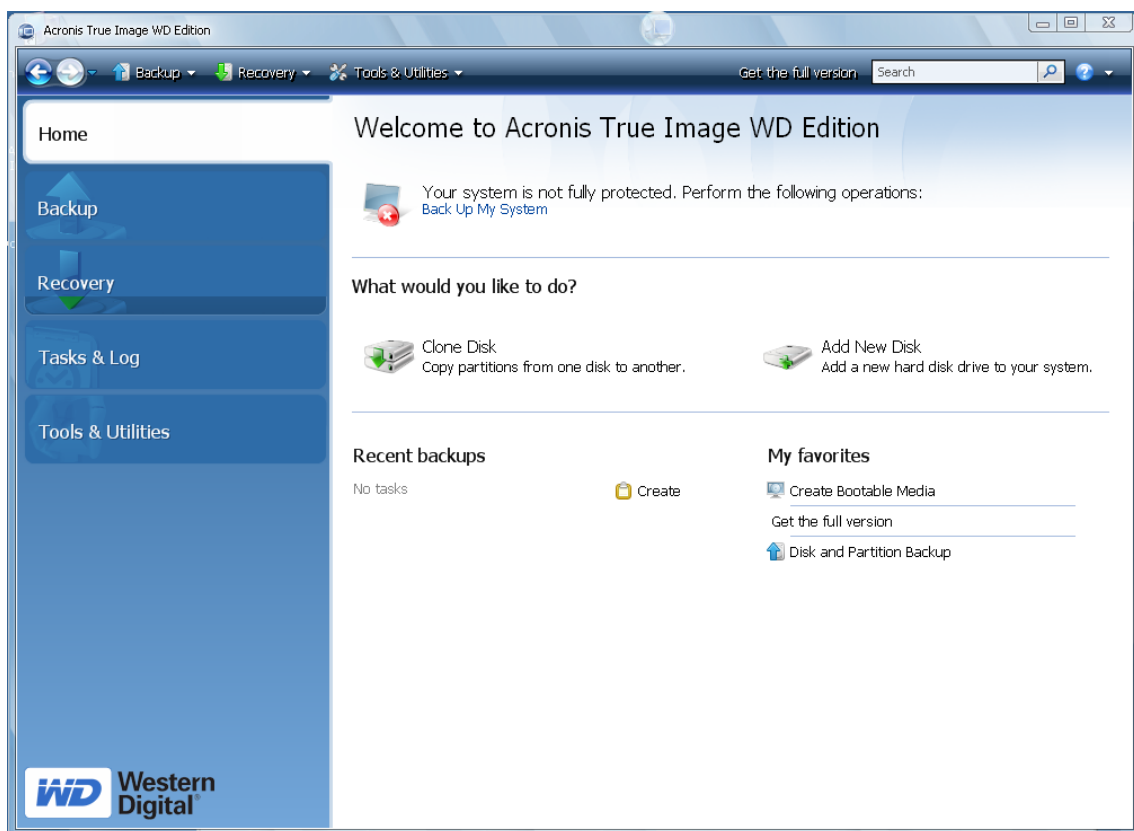 Acronis True Image WD Edition
Backup
Recovery
Tools & Utilities
Get the full version
Search
Home
Backup
Recovery
Tasks & Log
Tools & Utilities
Welcome to Acronis True Image WD Edition
Your system is not fully protected. Perform the following operations:
Back Up My System
What would you like to do?
Clone Disk
Copy partitions from one disk to another.
Add New Disk
Add a new hard disk drive to your system.
Recent backups
No tasks
Create
My favorites
Create Bootable Media
Get the full version
Disk and Partition Backup
WD
Western
Digital®